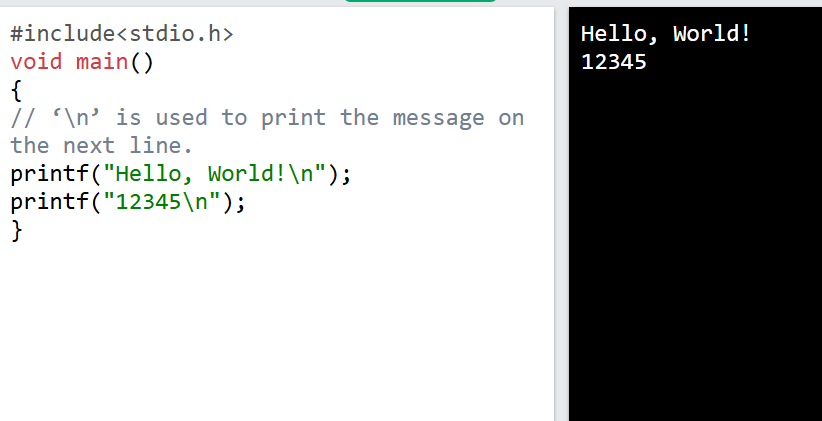 #include<stdio.h>
void main()
{
// ‘\n’ is used to print the message on
the next line.
printf("Hello, World!\n");
printf("12345\n");
}
Hello, World!
12345